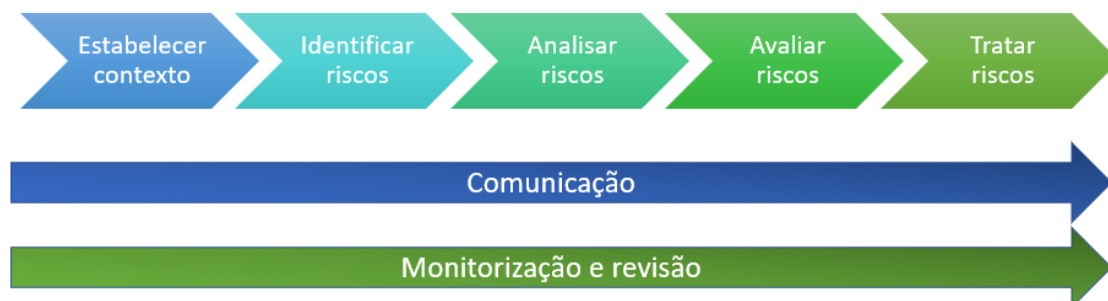 Estabelecer
contexto
Identificar
riscos
Analisar
riscos
Avaliar
riscos
Tratar
riscos
Comunicação
Monitorização e revisão